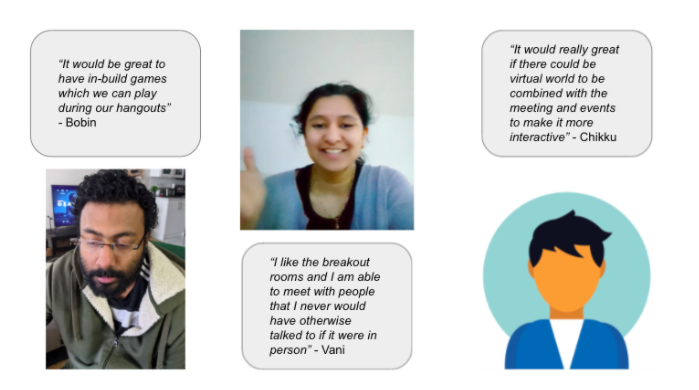 “It would be great to
have in-build games
which we can play
during our hangouts”
- Bobin
“I like the breakout
rooms and I am able
to meet with people
that I never would
have otherwise
talked to if it were in
person” - Vani
“It would really great
if there could be
virtual world to be
combined with the
meeting and events
to make it more
interactive” - Chikku